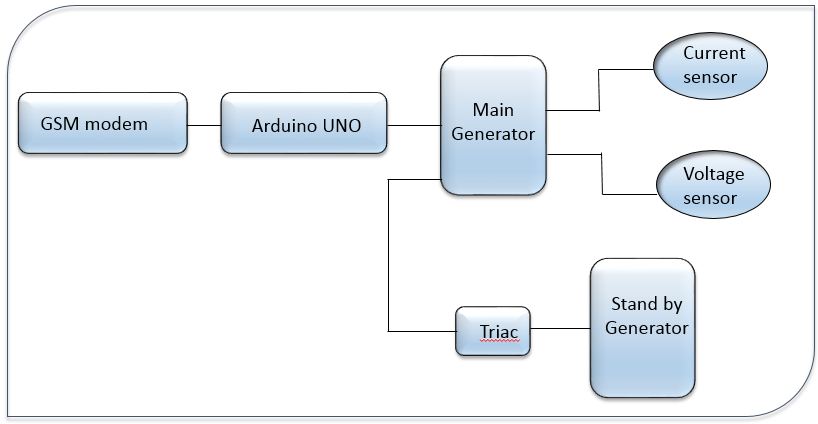 GSM modem
Arduino UNO
Main
Generator
Current
sensor
Voltage
sensor
Triac
Stand by
Generator